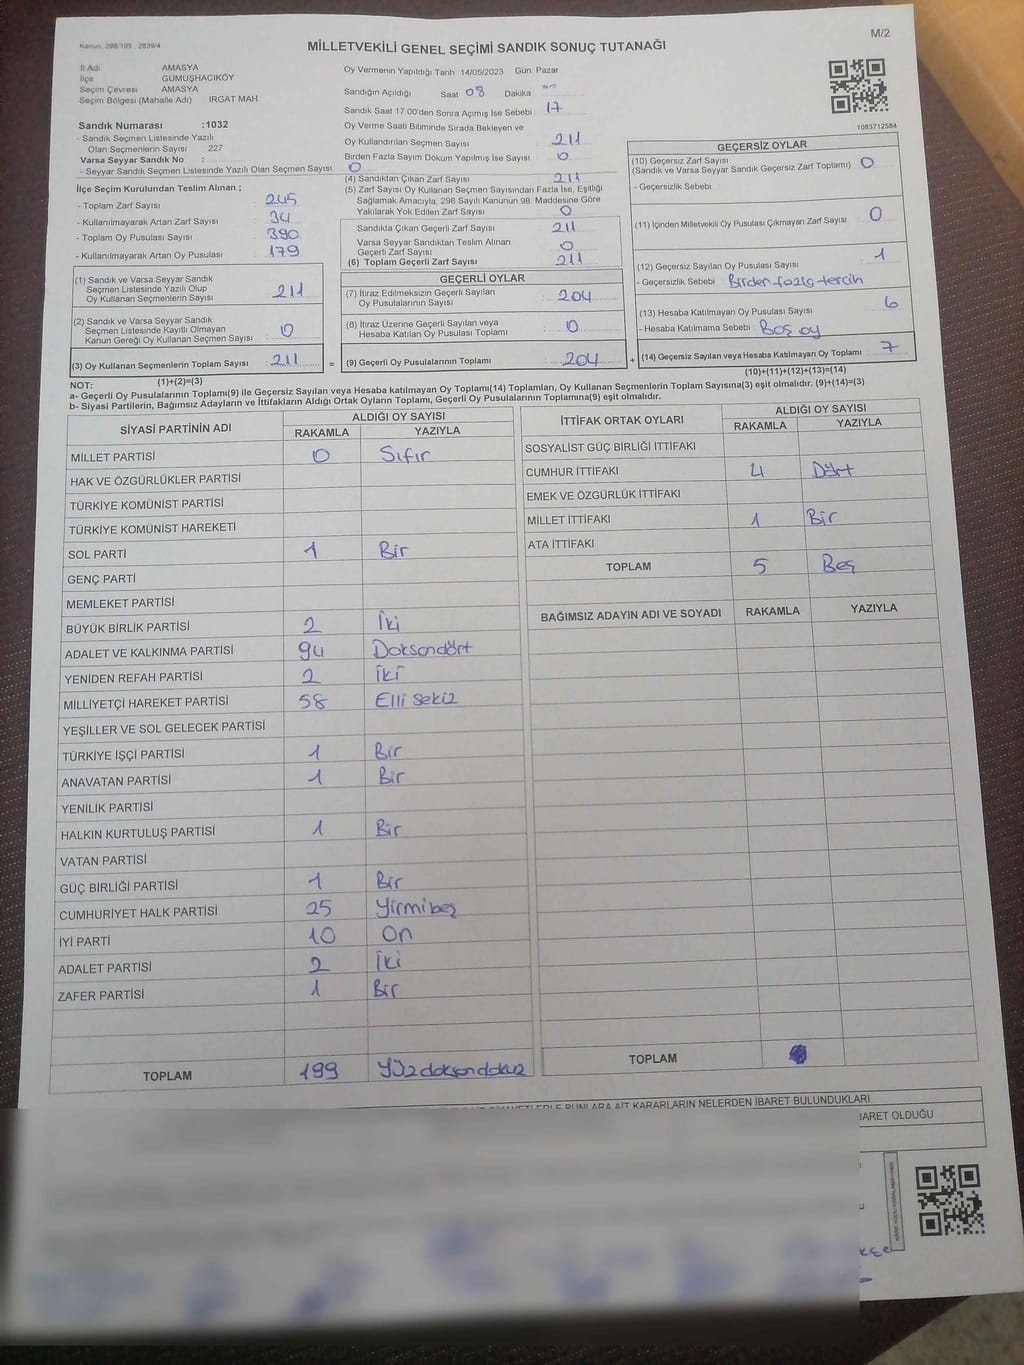 Kanun, 298/105 , 2839/4
MİLLETVEKİLİ GENEL SEÇİMİ SANDIK SONUÇ TUTANAĞI
M/2
İl Adı AMASYA
İlçe GÜMÜŞHACIKÖY
Seçim Çevresi AMASYA
Seçim Bölgesi (Mahalle Adı) IRGAT MAH
Sandık Numarası :1032
- Sandık Seçmen Listesinde Yazılı
Olan Seçmenlerin Sayısı 227
Varsa Seyyar Sandık No :
- Seyyar Sandık Seçmen Listesinde Yazılı Olan Seçmen Sayısı 0
İlçe Seçim Kurulundan Teslim Alınan ;
- Toplam Zarf Sayısı : 245
- Kullanılmayarak Artan Zarf Sayısı : 34
- Toplam Oy Pusulası Sayısı : 390
- Kullanılmayarak Artan Oy Pusulası : 179
(1) Sandık ve Varsa Seyyar Sandık
Seçmen Listesinde Yazılı Olup
Oy Kullanan Seçmenlerin Sayısı : 211
(2) Sandık ve Varsa Seyyar Sandık
Seçmen Listesinde Kayıtlı Olmayan
Kanun Gereği Oy Kullanan Seçmen Sayısı 0
(3) Oy Kullanan Seçmenlerin Toplam Sayısı : 211
(1)+(2)=(3)
Oy Vermenin Yapıldığı Tarih 14/05/2023 Gün: Pazar
Sandığın Açıldığı Saat 08 Dakika
Sandık Saat 17:00'den Sonra Açımış İse Sebebi : 17
Oy Verme Saati Bitiminde Sırada Bekleyen ve
Oy Kullandırılan Seçmen Sayısı 211
Birden Fazla Sayım Döküm Yapılmış İse Sayısı 0
(4) Sandıktan Çıkan Zarf Sayısı 211
(5) Zarf Sayısı Oy Kullanan Seçmen Sayısından Fazla İse, Eşitliği
Sağlamak Amacıyla, 298 Sayılı Kanunun 98. Maddesine Göre
Yakılarak Yok Edilen Zarf Sayısı : 0
Sandıkta Çıkan Geçerli Zarf Sayısı : 211
Varsa Seyyar Sandıktan Teslim Alınan
Geçerli Zarf Sayısı : 0
(6) Toplam Geçerli Zarf Sayısı : 211
GEÇERLİ OYLAR
(7) İtiraz Edilmeksizin Geçerli Sayılan
Oy Pusulalarının Sayısı : 204
(8) İtiraz Üzerine Geçerli Sayılan veya
Hesaba Katılan Oy Pusulası Toplamı : 0
= (9) Geçerli Oy Pusulalarının Toplamı : 204
1083712584
GEÇERSİZ OYLAR
(10) Geçersiz Zarf Sayısı
(Sandık ve Varsa Seyyar Sandık Geçersiz Zarf Toplamı) : 0
- Geçersizlik Sebebi :
(11) İçinden Milletvekili Oy Pusulası Çıkmayan Zarf Sayısı : 0
(12) Geçersiz Sayılan Oy Pusulası Sayısı : 1
- Geçersizlik Sebebi : Birden fazla tercih
(13) Hesaba Katılmayan Oy Pusulası Sayısı : 6
- Hesaba Katılmama Sebebi : Boş oy
+ (14) Geçersiz Sayılan veya Hesaba Katılmayan Oy Toplamı : 7
(10)+(11)+(12)+(13)=(14)
NOT:
a- Geçerli Oy Pusulalarının Toplamı(9) ile Geçersiz Sayılan veya Hesaba katılmayan Oy Toplamı(14) Toplamları, Oy Kullanan Seçmenlerin Toplam Sayısına(3) eşit olmalıdır. (9)+(14)=(3)
b- Siyasi Partilerin, Bağımsız Adayların ve İttifakların Aldığı Ortak Oyların Toplamı, Geçerli Oy Pusulalarının Toplamına(9) eşit olmalıdır.
SİYASİ PARTİNİN ADI ALDIĞI OY SAYISI
RAKAMLA YAZIYLA
MİLLET PARTİSİ 0 Sıfır
HAK VE ÖZGÜRLÜKLER PARTİSİ
TÜRKİYE KOMÜNİST PARTİSİ
TÜRKİYE KOMÜNİST HAREKETİ
SOL PARTİ 1 Bir
GENÇ PARTİ
MEMLEKET PARTİSİ
BÜYÜK BİRLİK PARTİSİ 2 İki
ADALET VE KALKINMA PARTİSİ 94 Doksandört
YENİDEN REFAH PARTİSİ 2 İki
MİLLİYETÇİ HAREKET PARTİSİ 58 Elli sekiz
YEŞİLLER VE SOL GELECEK PARTİSİ
TÜRKİYE İŞÇİ PARTİSİ 1 Bir
ANAVATAN PARTİSİ 1 Bir
YENİLİK PARTİSİ
HALKIN KURTULUŞ PARTİSİ 1 Bir
VATAN PARTİSİ
GÜÇ BİRLİĞİ PARTİSİ 1 Bir
CUMHURİYET HALK PARTİSİ 25 Yirmibeş
İYİ PARTİ 10 On
ADALET PARTİSİ 2 İki
ZAFER PARTİSİ 1 Bir
TOPLAM 199 Yüzdoksandokuz
İTTİFAK ORTAK OYLARI ALDIĞI OY SAYISI
RAKAMLA YAZIYLA
SOSYALİST GÜÇ BİRLİĞİ İTTİFAKI
CUMHUR İTTİFAKI 4 Dört
EMEK VE ÖZGÜRLÜK İTTİFAKI
MİLLET İTTİFAKI 1 Bir
ATA İTTİFAKI
TOPLAM 5 Beş
BAĞIMSIZ ADAYIN ADI VE SOYADI RAKAMLA YAZIYLA
TOPLAM
BUNLARA AİT KARARLARIN NELERDEN İBARET BULUNDUKLARI
İBARET OLDUĞU